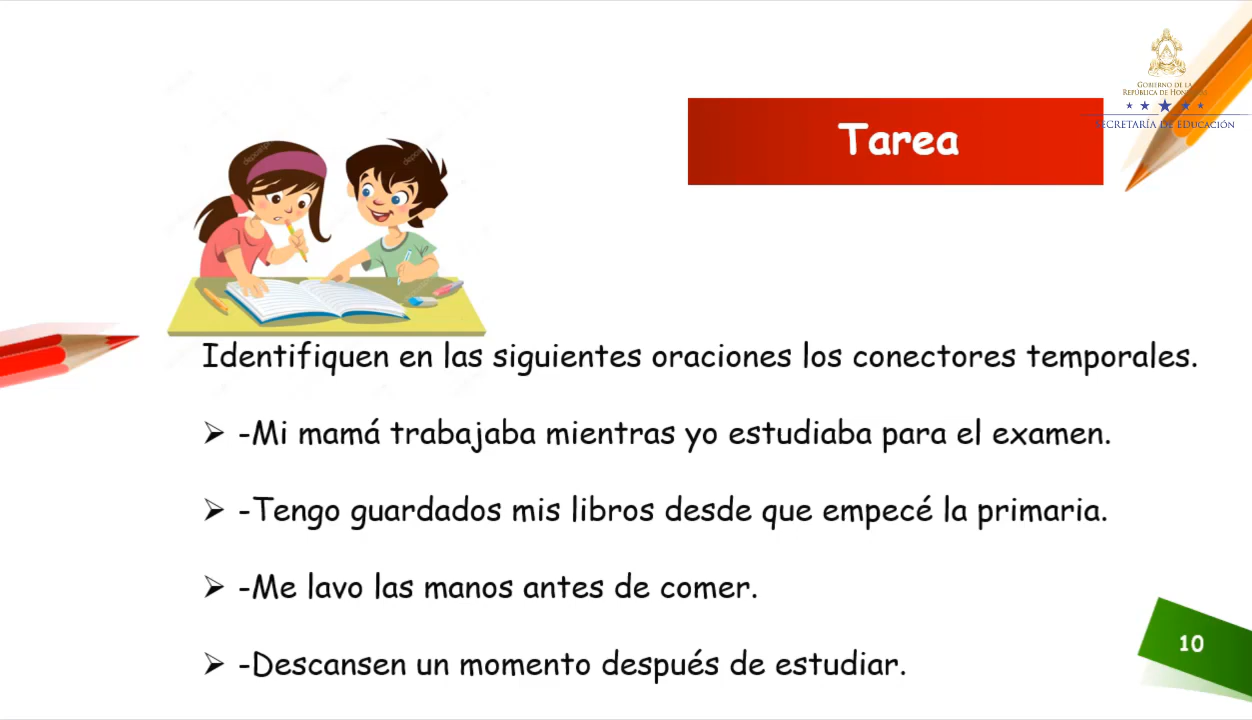 GOBIERNO DE LA
REPÚBLICA DE HONDURAS
SECRETARÍA DE EDUCACIÓN
Tarea
Identifiquen en las siguientes oraciones los conectores temporales.
➢ -Mi mamá trabajaba mientras yo estudiaba para el examen.
➢ -Tengo guardados mis libros desde que empecé la primaria.
➢ -Me lavo las manos antes de comer.
➢ -Descansen un momento después de estudiar.
10